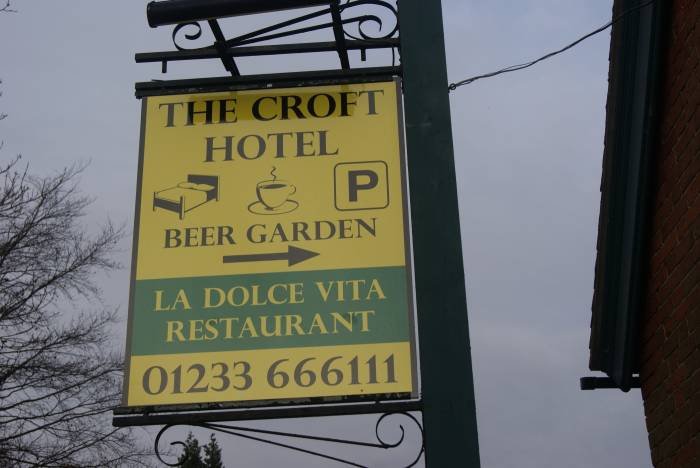 THE CROFT
HOTEL
P
BEER GARDEN
LA DOLCE VITA
RESTAURANT
01233 666111